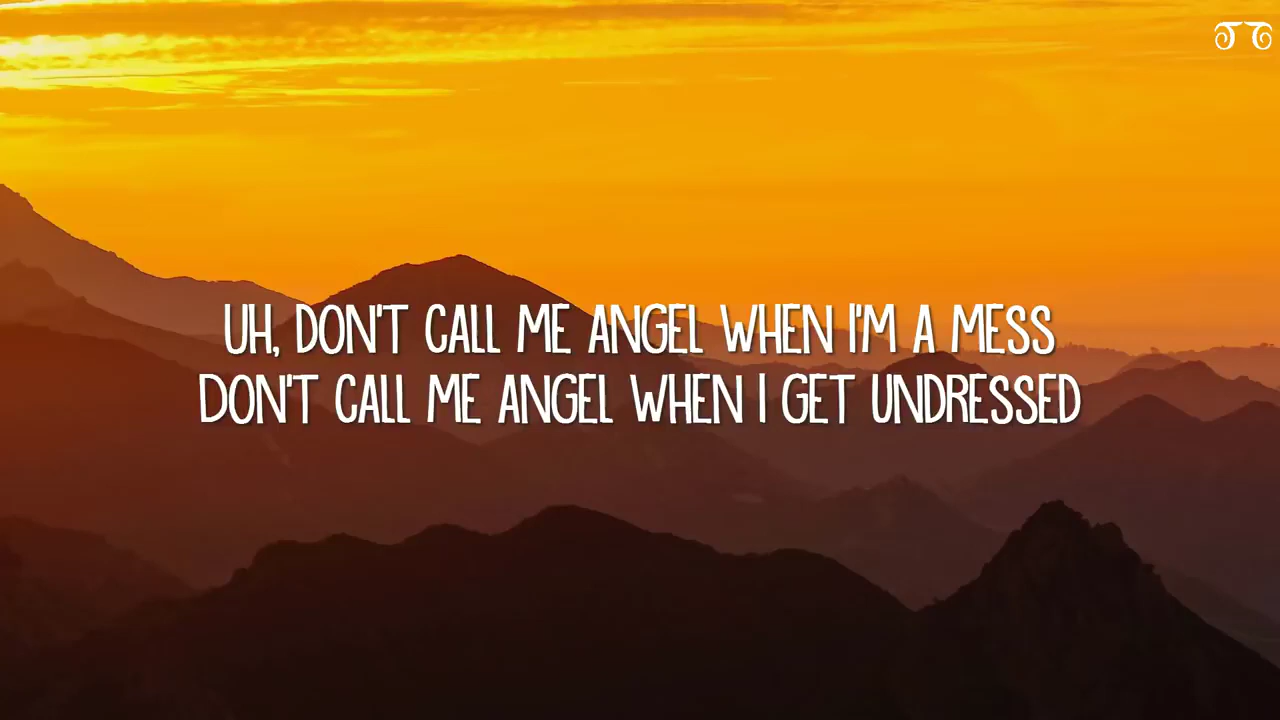 UH, DON'T CALL ME ANGEL WHEN I'M A MESS
DON'T CALL ME ANGEL WHEN I GET UNDRESSED